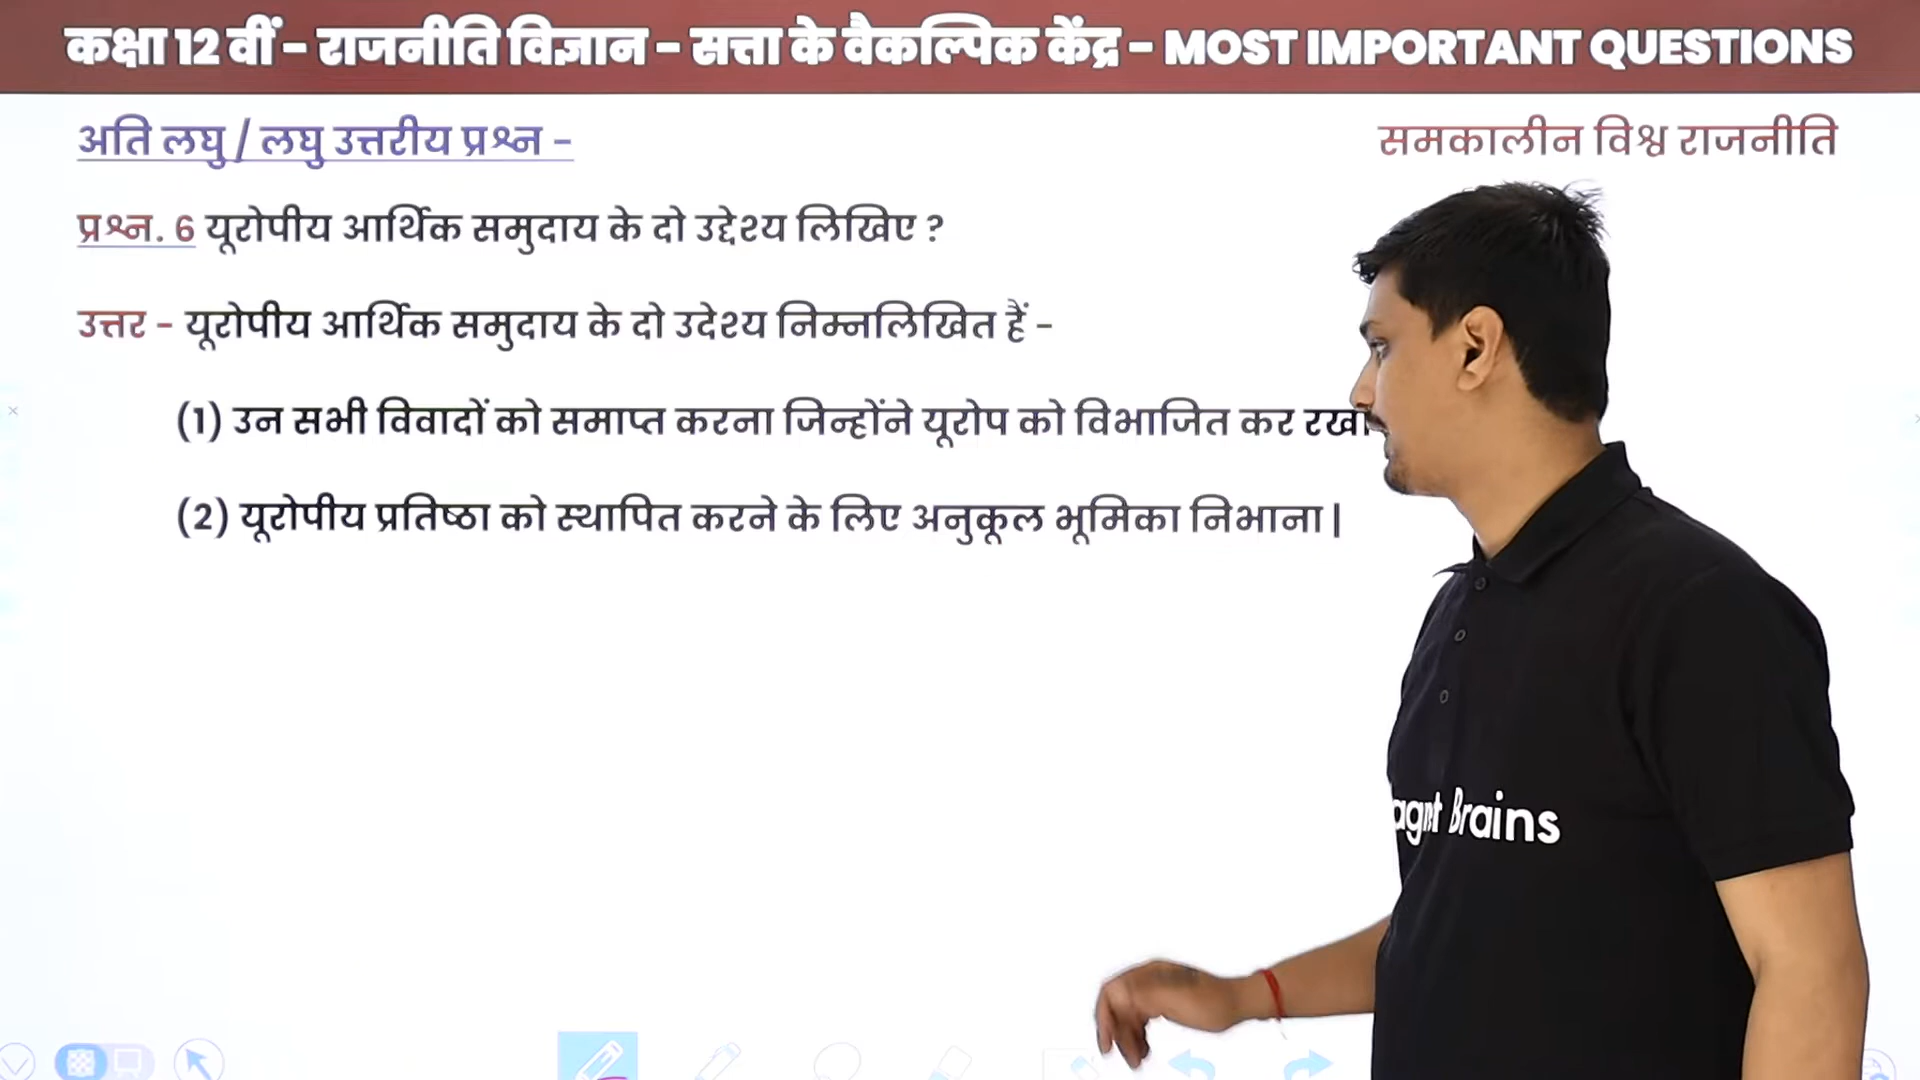 कक्षा 12 वीं - राजनीति विज्ञान - सत्ता के वैकल्पिक केंद्र - MOST IMPORTANT QUESTIONS
अति लघु / लघु उत्तरीय प्रश्न -
समकालीन विश्व राजनीति
प्रश्न. 6 यूरोपीय आर्थिक समुदाय के दो उद्देश्य लिखिए ?
उत्तर - यूरोपीय आर्थिक समुदाय के दो उदेश्य निम्नलिखित हैं -
(1) उन सभी विवादों को समाप्त करना जिन्होंने यूरोप को विभाजित कर रखा
(2) यूरोपीय प्रतिष्ठा को स्थापित करने के लिए अनुकूल भूमिका निभाना |
Brains